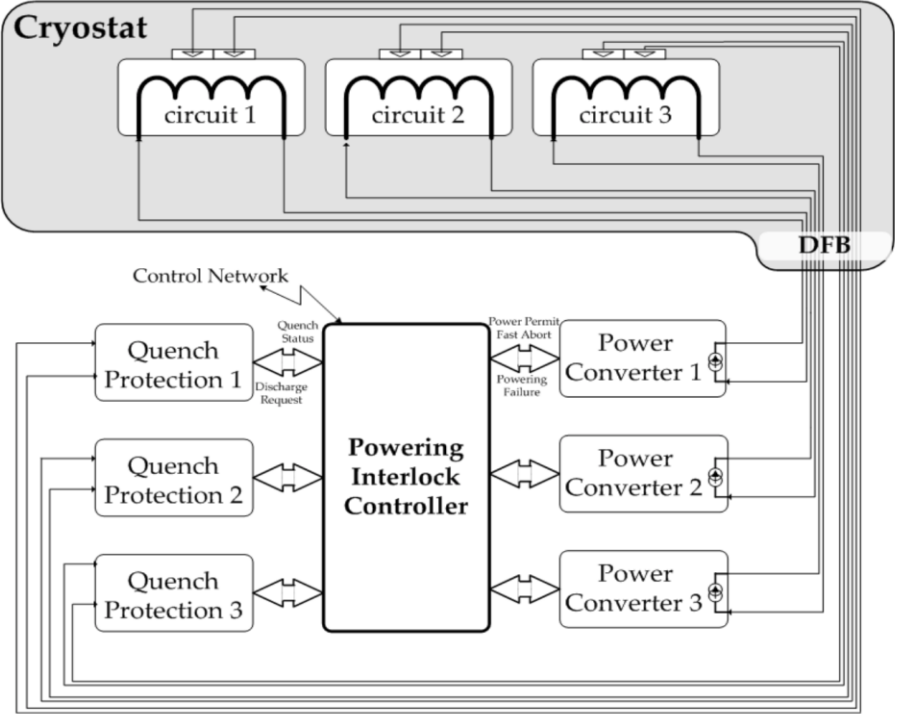 Cryostat
circuit 1
circuit 2
circuit 3
DFB
Control Network
Quench
Status
Discharge
Request
Power Permit
Fast Abort
Powering
Failure
Quench
Protection 1
Power
Converter 1
Powering
Interlock
Controller
Quench
Protection 2
Power
Converter 2
Quench
Protection 3
Power
Converter 3